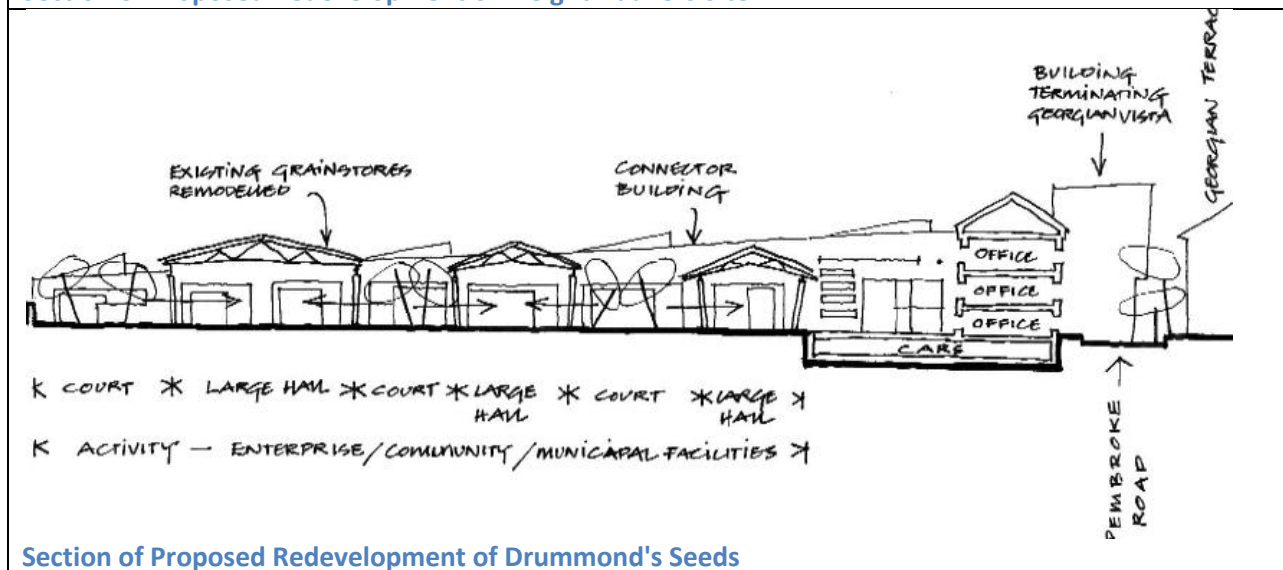 BUILDING
TERMINATING
GEORGIAN VISTA
GEORGIAN TERRAC
EXISTING GRAINSTORES
REMODELLED
CONNECTOR
BUILDING
OFFICE
OFFICE
OFFICE
CARS
COURT LARGE HALL COURT LARGE HALL COURT LARGE HALL
ACTIVITY — ENTERPRISE/COMMUNITY/MUNICAPAL FACILITIES
PEMBROKE
ROAD
Section of Proposed Redevelopment of Drummond's Seeds